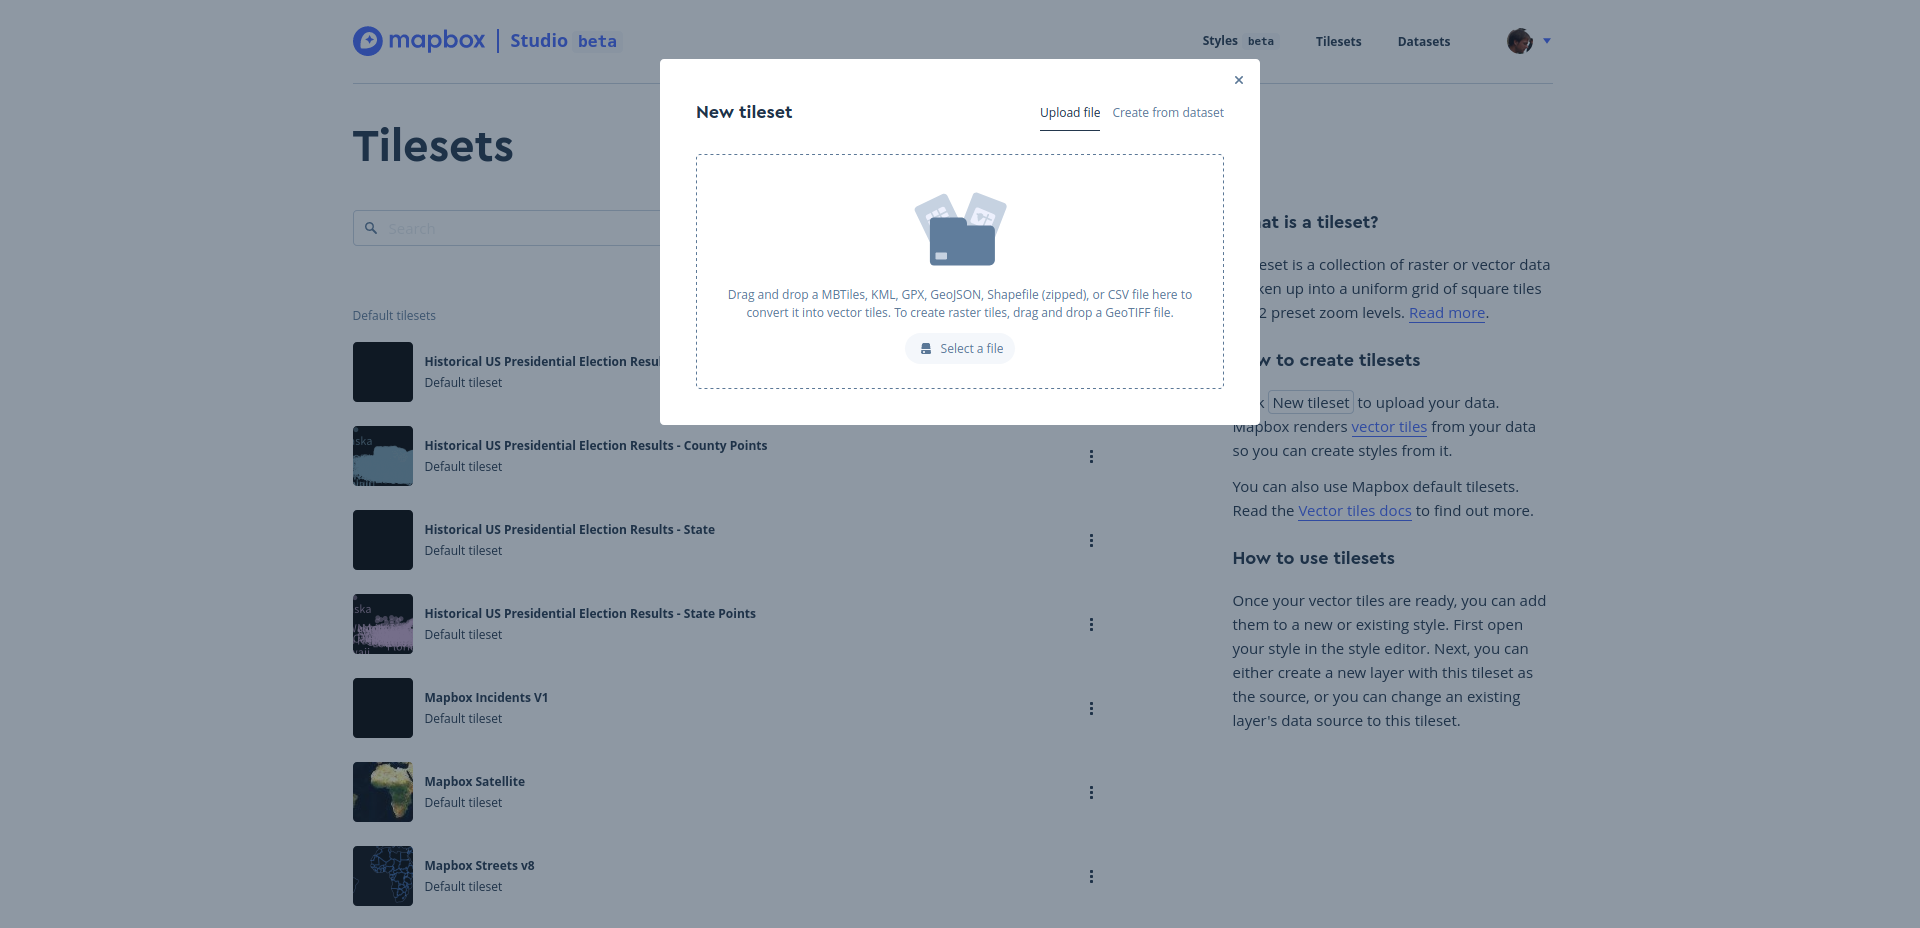 mapbox | Studio beta
Styles beta Tilesets Datasets
New tileset
Upload file Create from dataset
Drag and drop a MBTiles, KML, GPX, GeoJSON, Shapefile (zipped), or CSV file here to
convert it into vector tiles. To create raster tiles, drag and drop a GeoTIFF file.
Select a file
Tilesets
Search
Default tilesets
Historical US Presidential Election
Default tileset
Historical US Presidential Election Results - County Points
Default tileset
Historical US Presidential Election Results - State
Default tileset
Historical US Presidential Election Results - State Points
Default tileset
Mapbox Incidents V1
Default tileset
Mapbox Satellite
Default tileset
Mapbox Streets v8
Default tileset
is a tileset?
is a collection of raster or vector data
up into a uniform grid of square tiles
preset zoom levels. Read more.
to create tilesets
New tileset to upload your data.
Mapbox renders vector tiles from your data
so you can create styles from it.
You can also use Mapbox default tilesets.
Read the Vector tiles docs to find out more.
How to use tilesets
Once your vector tiles are ready, you can add
them to a new or existing style. First open
your style in the style editor. Next, you can
either create a new layer with this tileset as
the source, or you can change an existing
layer's data source to this tileset.